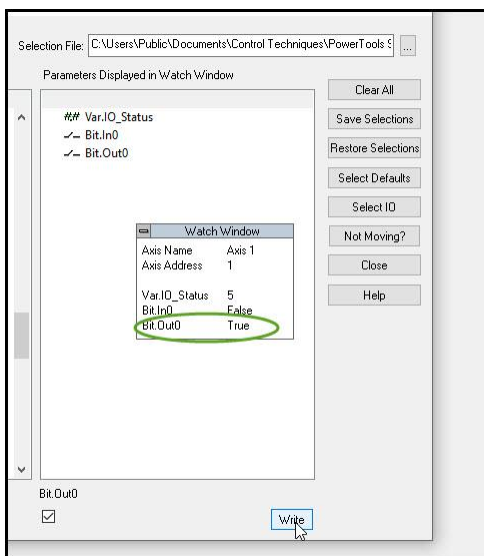 Selection File: C:\Users\Public\Documents\Control Techniques\PowerTools S ...
Parameters Displayed in Watch Window
Clear All
#.# Var.IO_Status
Save Selections
Bit.In0
Restore Selections
Bit.Out0
Select Defaults
Select IO
Not Moving?
Close
Help
Watch Window
Axis Name Axis 1
Axis Address 1
Var.IO_Status 5
Bit.In0 False
Bit.Out0 True
Bit.Out0
Write